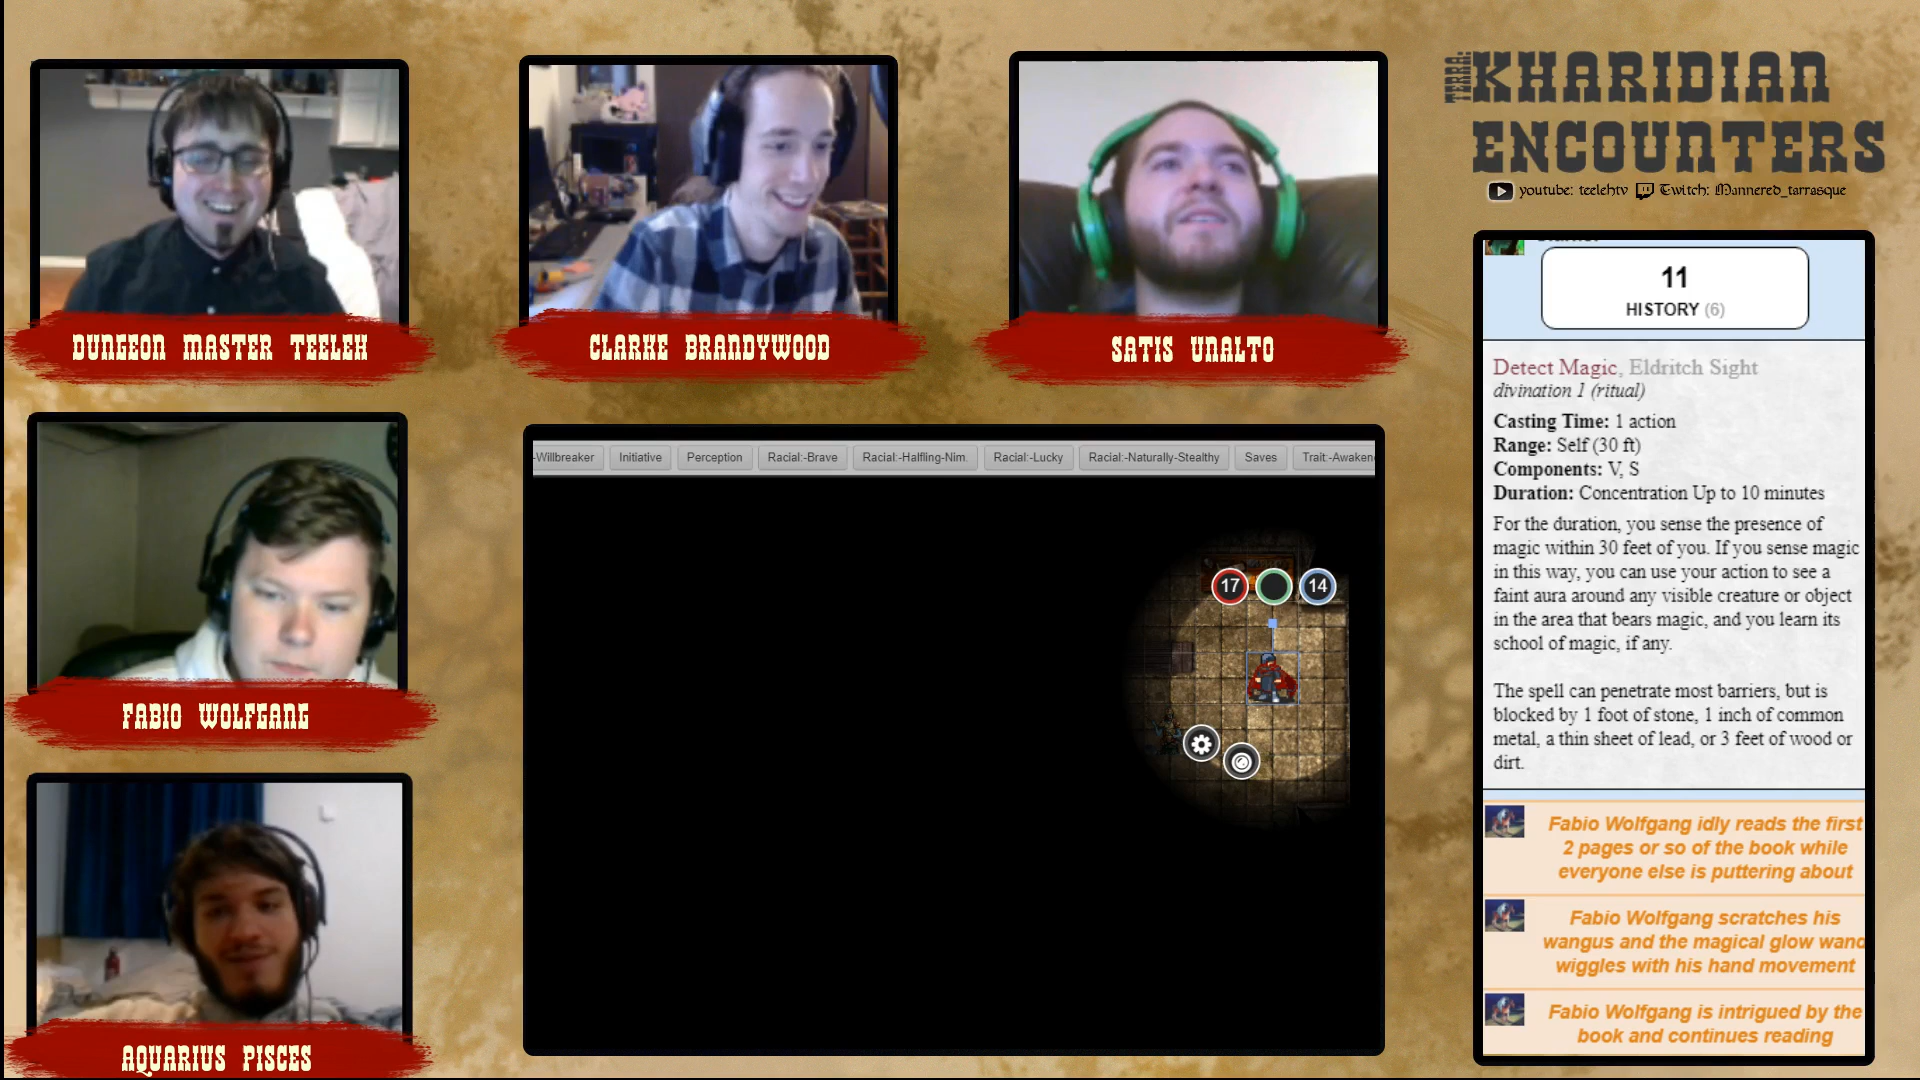 TERRA:
KHARIDIAN
ENCOUNTERS
youtube: teelehtv Twitch: Mannered_tarrasque
DUNGEON MASTER TEELEH
CLARKE BRANDYWOOD
SATIS UNALTO
FABIO WOLFGANG
AQUARIUS PISCES
-Willbreaker Initiative Perception Racial:-Brave Racial:-Halfling-Nim. Racial:-Lucky Racial:-Naturally-Stealthy Saves Trait:-Awaken
17 14
11
HISTORY (6)
Detect Magic, Eldritch Sight
divination 1 (ritual)
Casting Time: 1 action
Range: Self (30 ft)
Components: V, S
Duration: Concentration Up to 10 minutes
For the duration, you sense the presence of
magic within 30 feet of you. If you sense magic
in this way, you can use your action to see a
faint aura around any visible creature or object
in the area that bears magic, and you learn its
school of magic, if any.
The spell can penetrate most barriers, but is
blocked by 1 foot of stone, 1 inch of common
metal, a thin sheet of lead, or 3 feet of wood or
dirt.
Fabio Wolfgang idly reads the first
2 pages or so of the book while
everyone else is puttering about
Fabio Wolfgang scratches his
wangus and the magical glow wand
wiggles with his hand movement
Fabio Wolfgang is intrigued by the
book and continues reading